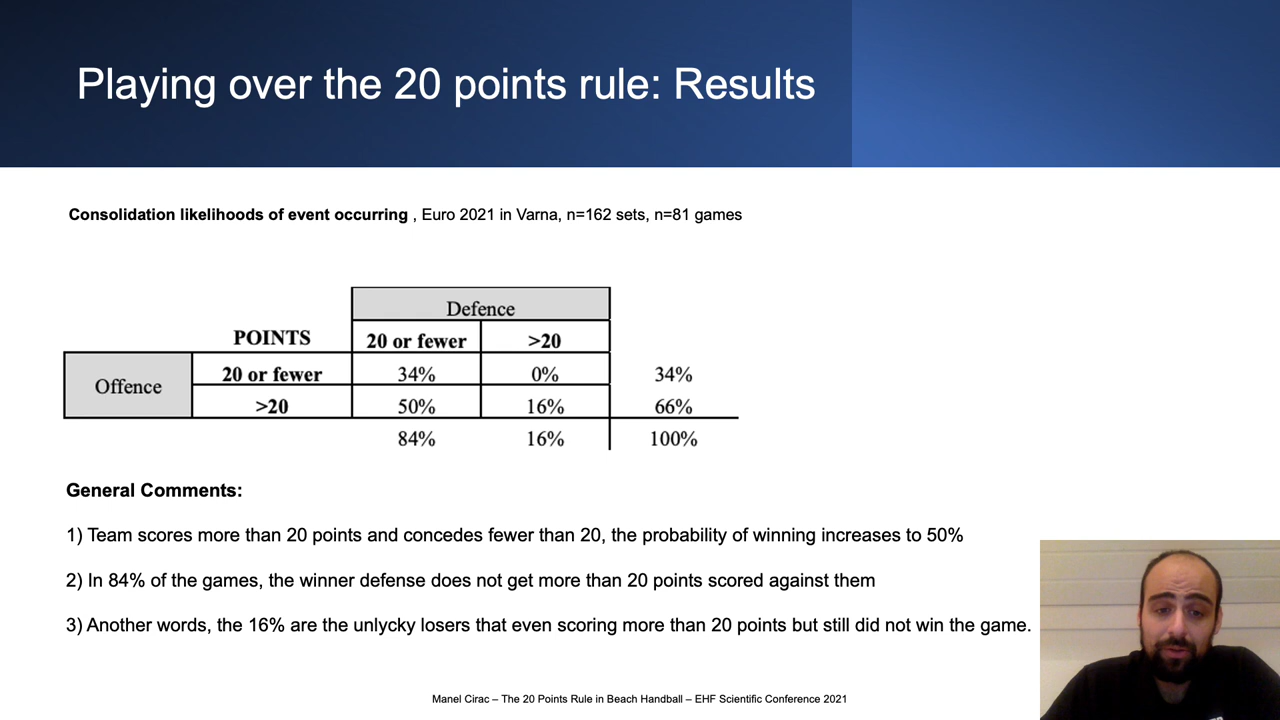 Playing over the 20 points rule: Results
Consolidation likelihoods of event occurring , Euro 2021 in Varna, n=162 sets, n=81 games
Defence
POINTS 20 or fewer >20
Offence 20 or fewer 34% 0% 34%
>20 50% 16% 66%
84% 16% 100%
General Comments:
1) Team scores more than 20 points and concedes fewer than 20, the probability of winning increases to 50%
2) In 84% of the games, the winner defense does not get more than 20 points scored against them
3) Another words, the 16% are the unlycky losers that even scoring more than 20 points but still did not win the game.
Manel Cirac – The 20 Points Rule in Beach Handball – EHF Scientific Conference 2021